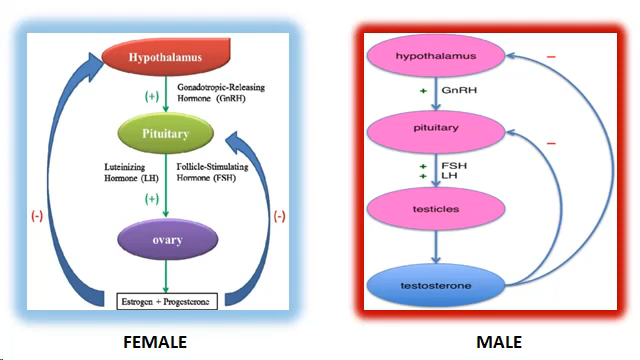 Hypothalamus
(+)
Gonadotropic-Releasing
Hormone (GnRH)
Pituitary
Luteinizing
Hormone (LH)
Follicle-Stimulating
Hormone (FSH)
(+)
(-)
(-)
ovary
Estrogen + Progesterone
FEMALE
hypothalamus
–
+ GnRH
pituitary
–
+ FSH
+ LH
testicles
testosterone
MALE